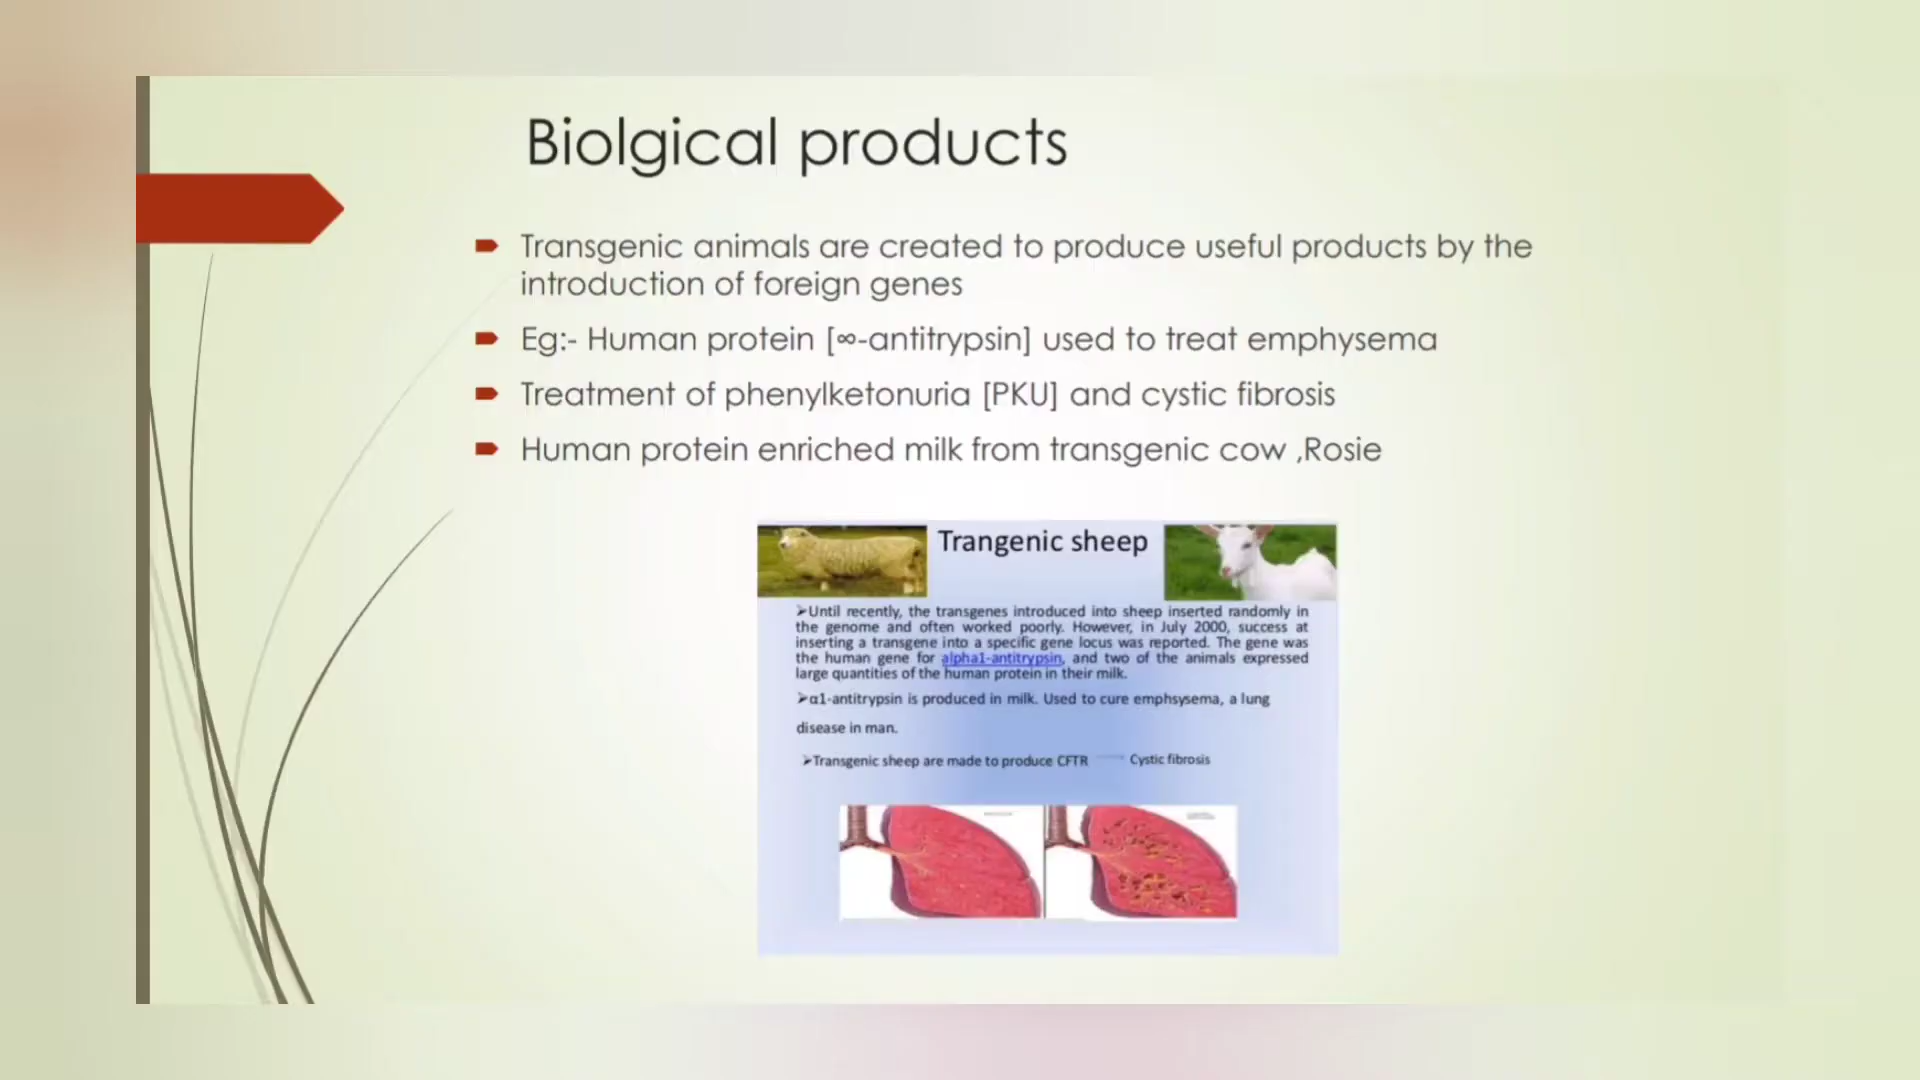 Biolgical products
Transgenic animals are created to produce useful products by the
introduction of foreign genes
Eg:- Human protein [∞-antitrypsin] used to treat emphysema
Treatment of phenylketonuria [PKU] and cystic fibrosis
Human protein enriched milk from transgenic cow ,Rosie
Trangenic sheep
➢Until recently, the transgenes introduced into sheep inserted randomly in
the genome and often worked poorly. However, in July 2000, success at
inserting a transgene into a specific gene locus was reported. The gene was
the human gene for alpha1-antitrypsin, and two of the animals expressed
large quantities of the human protein in their milk.
➢α1-antitrypsin is produced in milk. Used to cure emphsysema, a lung
disease in man.
➢Transgenic sheep are made to produce CFTR Cystic fibrosis